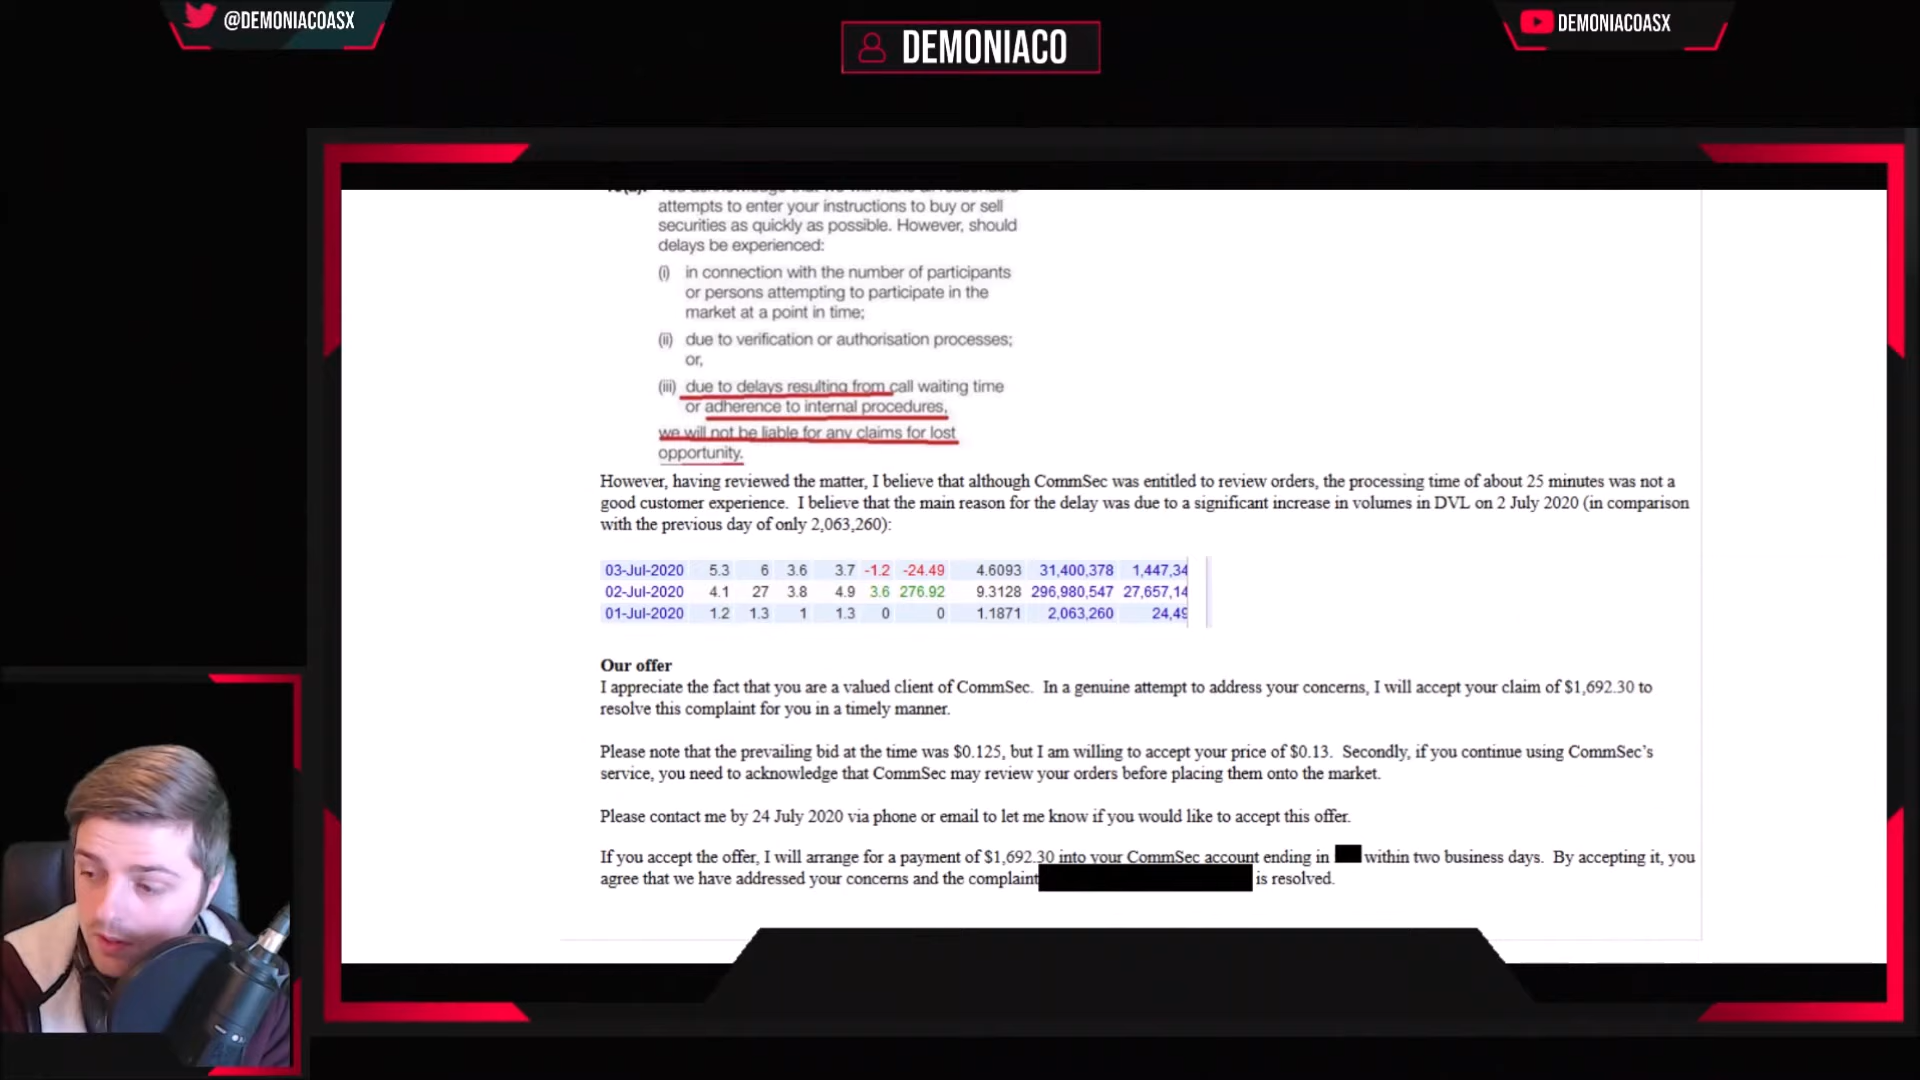 @DEMONIACOASX
DEMONIACO
DEMONIACOASX
attempts to enter your instructions to buy or sell
securities as quickly as possible. However, should
delays be experienced:
(i) in connection with the number of participants
or persons attempting to participate in the
market at a point in time;
(ii) due to verification or authorisation processes;
or,
(iii) due to delays resulting from call waiting time
or adherence to internal procedures,
we will not be liable for any claims for lost
opportunity.
However, having reviewed the matter, I believe that although CommSec was entitled to review orders, the processing time of about 25 minutes was not a
good customer experience. I believe that the main reason for the delay was due to a significant increase in volumes in DVL on 2 July 2020 (in comparison
with the previous day of only 2,063,260):
03-Jul-2020 5.3 6 3.6 3.7 -1.2 -24.49 4.6093 31,400,378 1,447,34
02-Jul-2020 4.1 27 3.8 4.9 3.6 276.92 9.3128 296,980,547 27,657,14
01-Jul-2020 1.2 1.3 1 1.3 0 0 1.1871 2,063,260 24,49
Our offer
I appreciate the fact that you are a valued client of CommSec. In a genuine attempt to address your concerns, I will accept your claim of $1,692.30 to
resolve this complaint for you in a timely manner.
Please note that the prevailing bid at the time was $0.125, but I am willing to accept your price of $0.13. Secondly, if you continue using CommSec's
service, you need to acknowledge that CommSec may review your orders before placing them onto the market.
Please contact me by 24 July 2020 via phone or email to let me know if you would like to accept this offer.
If you accept the offer, I will arrange for a payment of $1,692.30 into your CommSec account ending in within two business days. By accepting it, you
agree that we have addressed your concerns and the complaint is resolved.